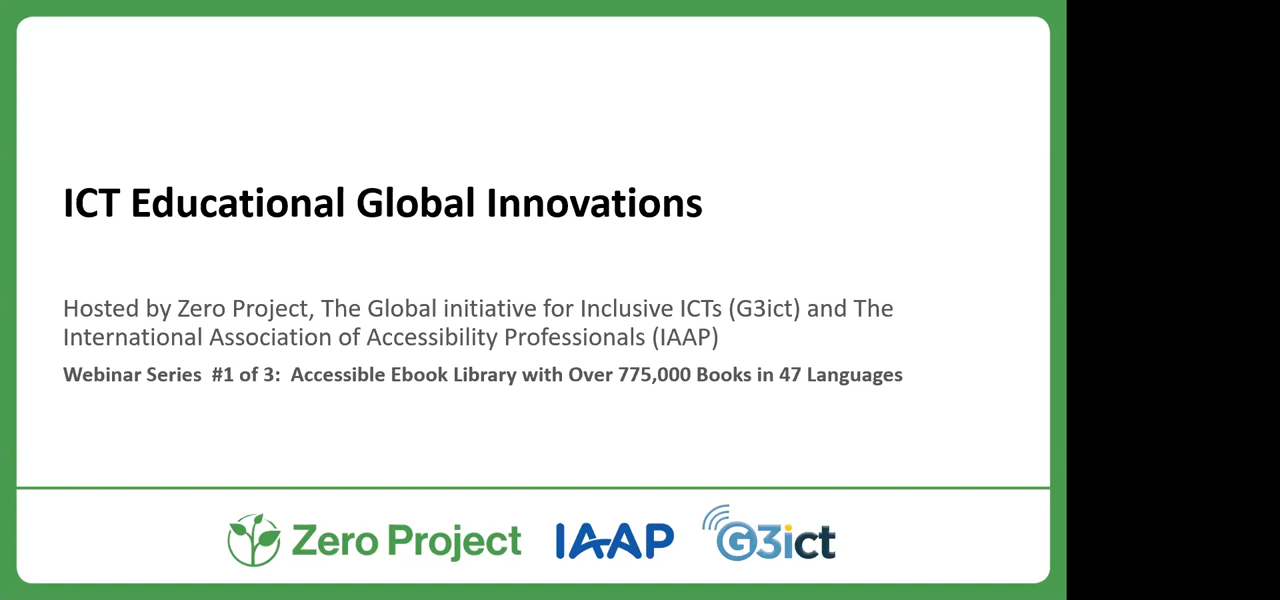 ICT Educational Global Innovations
Hosted by Zero Project, The Global initiative for Inclusive ICTs (G3ict) and The
International Association of Accessibility Professionals (IAAP)
Webinar Series  #1 of 3:  Accessible Ebook Library with Over 775,000 Books in 47 Languages
Zero Project IAAP G3ict